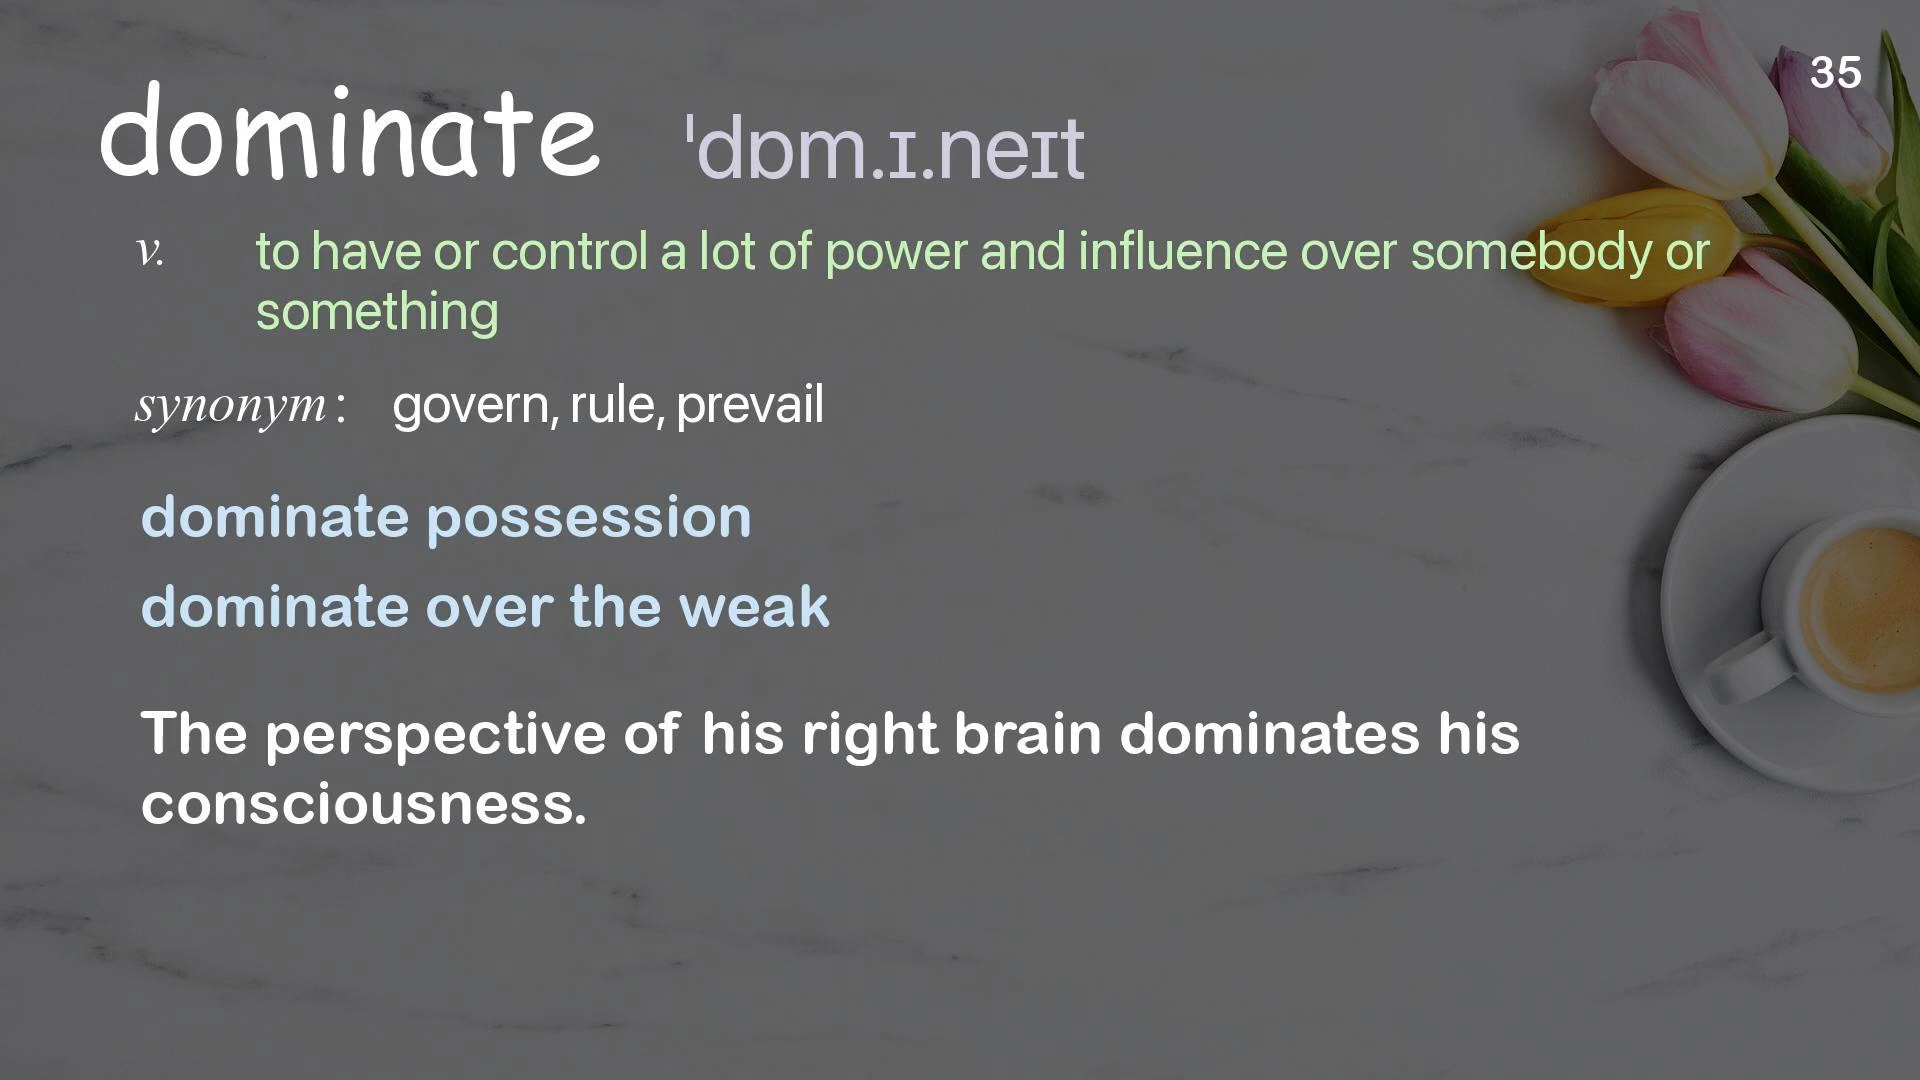 35
dominate ˈdɒm.ɪ.neɪt
v. to have or control a lot of power and influence over somebody or
something
synonym: govern, rule, prevail
dominate possession
dominate over the weak
The perspective of his right brain dominates his
consciousness.